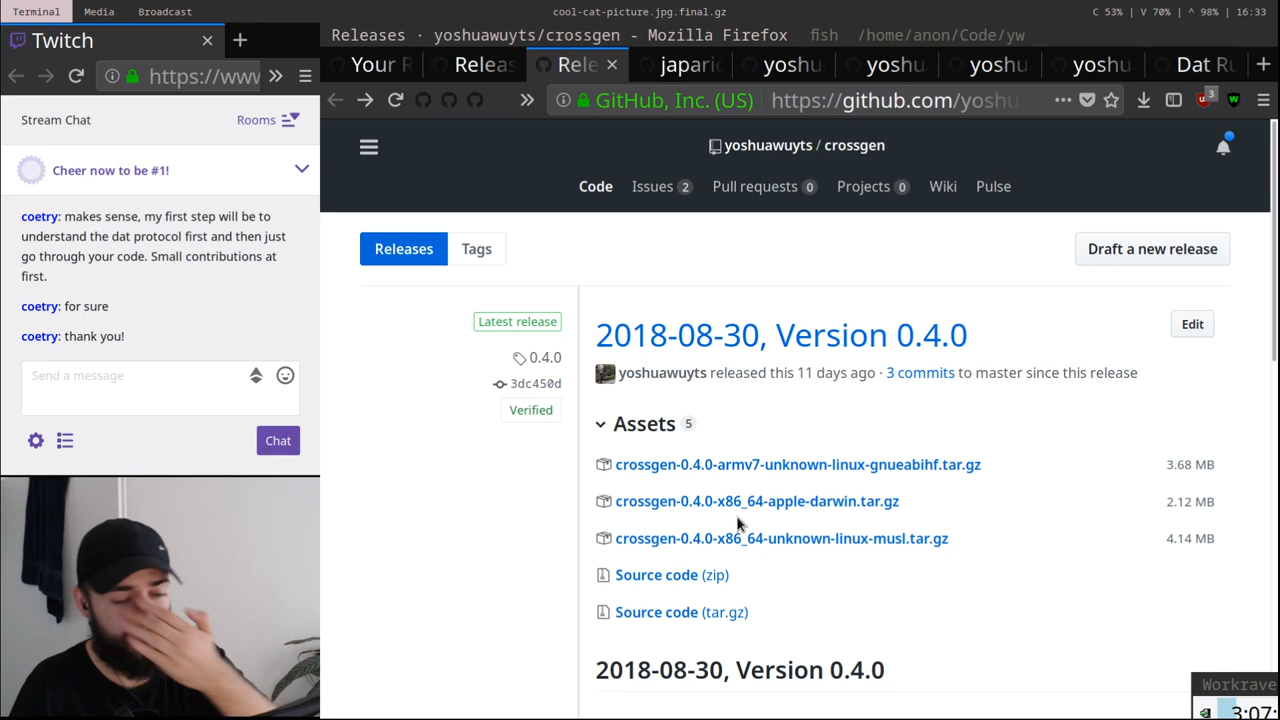 Terminal Media Broadcast
cool-cat-picture.jpg.final.gz
C 53% | V 70% | ^ 98% | 16:33
Twitch
https://www
Stream Chat
Rooms
Cheer now to be #1!
coetry: makes sense, my first step will be to
understand the dat protocol first and then just
go through your code. Small contributions at
first.
coetry: for sure
coetry: thank you!
Send a message
Chat
Releases · yoshuawuyts/crossgen - Mozilla Firefox fish /home/anon/Code/yw
Your R Releas Rele japaric yoshu yoshu yoshu yoshu Dat Ru
GitHub, Inc. (US) https://github.com/yoshu
3
yoshuawuyts / crossgen
Code Issues 2 Pull requests 0 Projects 0 Wiki Pulse
Releases Tags
Draft a new release
Latest release
0.4.0
3dc450d
Verified
2018-08-30, Version 0.4.0
Edit
yoshuawuyts released this 11 days ago · 3 commits to master since this release
Assets 5
crossgen-0.4.0-armv7-unknown-linux-gnueabihf.tar.gz 3.68 MB
crossgen-0.4.0-x86_64-apple-darwin.tar.gz 2.12 MB
crossgen-0.4.0-x86_64-unknown-linux-musl.tar.gz 4.14 MB
Source code (zip)
Source code (tar.gz)
2018-08-30, Version 0.4.0
Workrave
3:07: